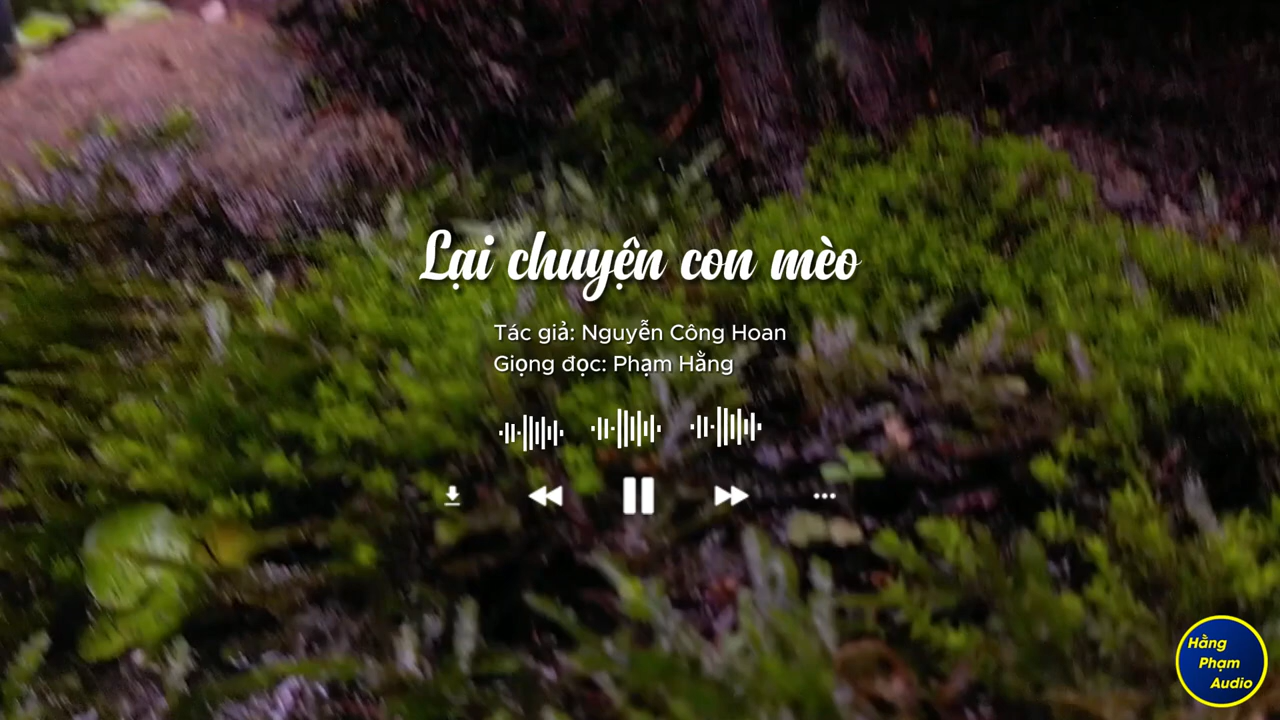 Lại chuyện con mèo
Tác giả: Nguyễn Công Hoan
Giọng đọc: Phạm Hằng
Hằng
Phạm
Audio